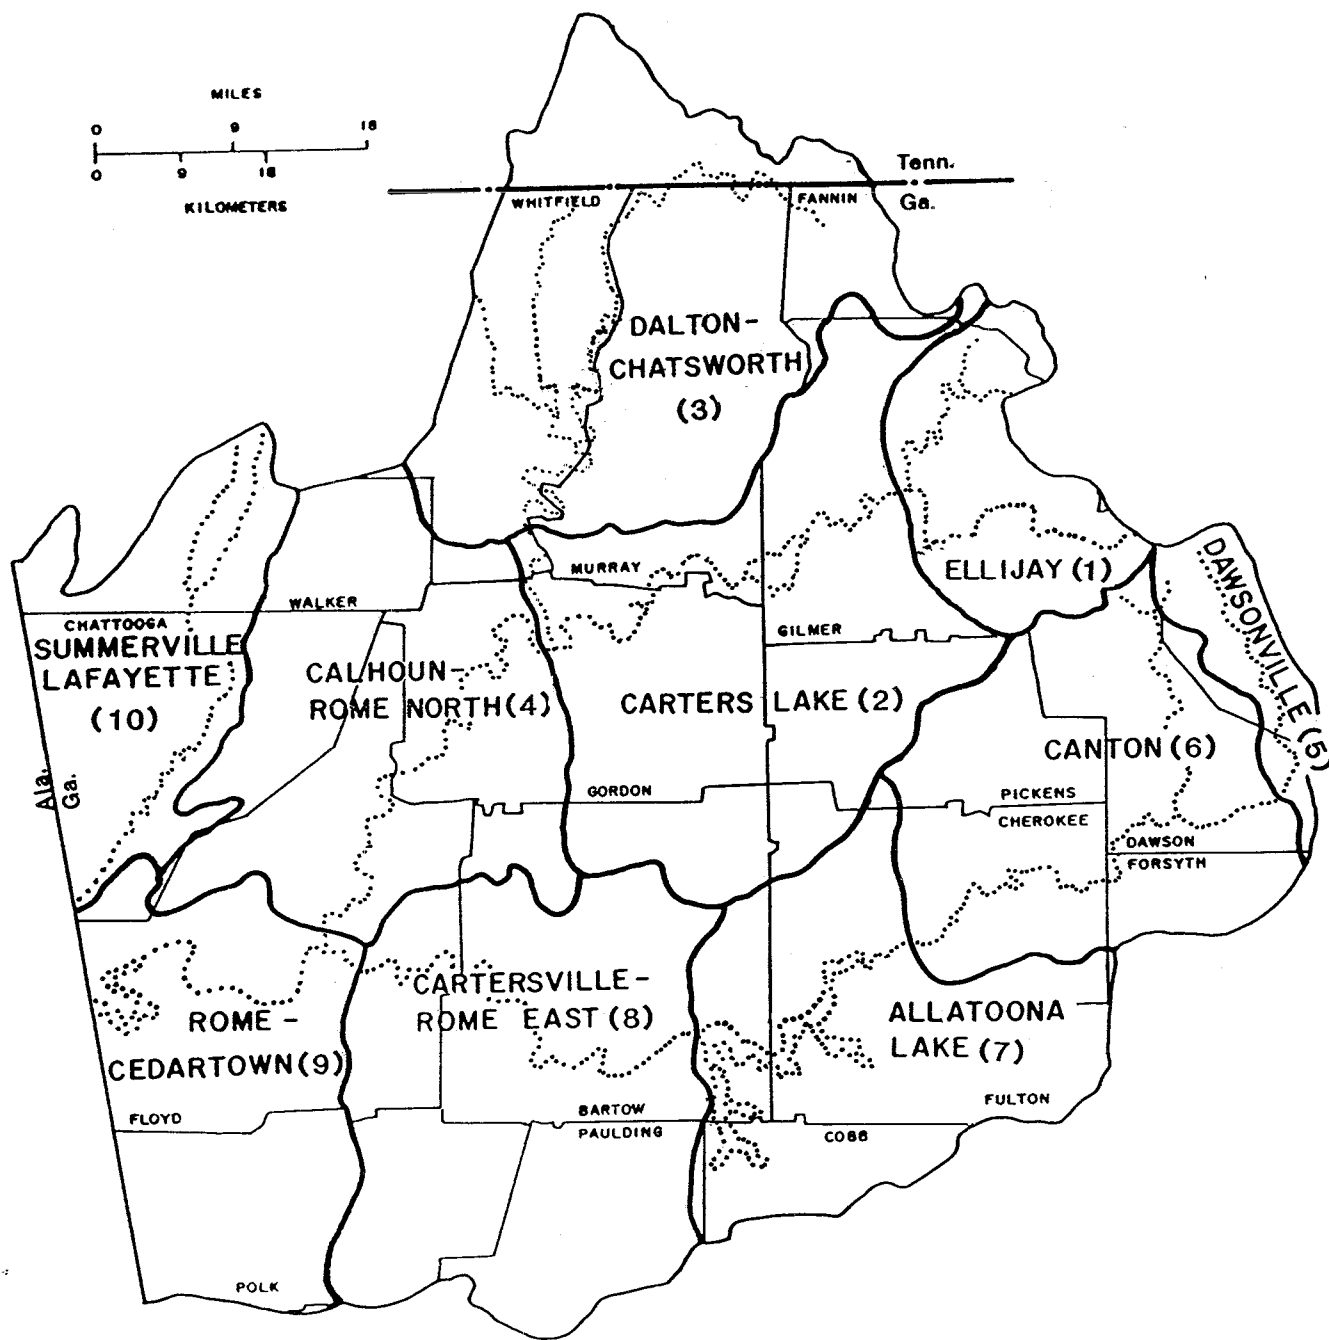 MILES
0 9 18
0 9 18
KILOMETERS
Tenn.
Ga.
WHITFIELD
FANNIN
DALTON-
CHATSWORTH
(3)
MURRAY
ELLIJAY (1)
DAWSONVILLE (5)
WALKER
CHATTOOGA
SUMMERVILLE
LAFAYETTE
(10)
GILMER
CALHOUN-
ROME NORTH (4)
CARTERS LAKE (2)
CANTON (6)
Ala.
Ga.
GORDON
PICKENS
CHEROKEE
DAWSON
FORSYTH
CARTERSVILLE-
ROME EAST (8)
ROME -
CEDARTOWN (9)
ALLATOONA
LAKE (7)
FLOYD
BARTOW
PAULDING
COBB
FULTON
POLK